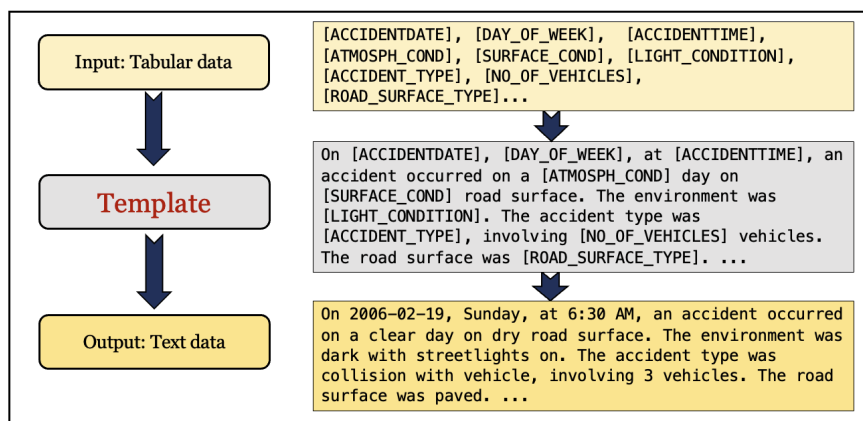 Input: Tabular data
Template
Output: Text data
[ACCIDENTDATE], [DAY_OF_WEEK], [ACCIDENTTIME],
[ATMOSPH_COND], [SURFACE_COND], [LIGHT_CONDITION],
[ACCIDENT_TYPE], [NO_OF_VEHICLES],
[ROAD_SURFACE_TYPE]...
On [ACCIDENTDATE], [DAY_OF_WEEK], at [ACCIDENTTIME], an
accident occurred on a [ATMOSPH_COND] day on
[SURFACE_COND] road surface. The environment was
[LIGHT_CONDITION]. The accident type was
[ACCIDENT_TYPE], involving [NO_OF_VEHICLES] vehicles.
The road surface was [ROAD_SURFACE_TYPE]. ...
On 2006-02-19, Sunday, at 6:30 AM, an accident occurred
on a clear day on dry road surface. The environment was
dark with streetlights on. The accident type was
collision with vehicle, involving 3 vehicles. The road
surface was paved. ...